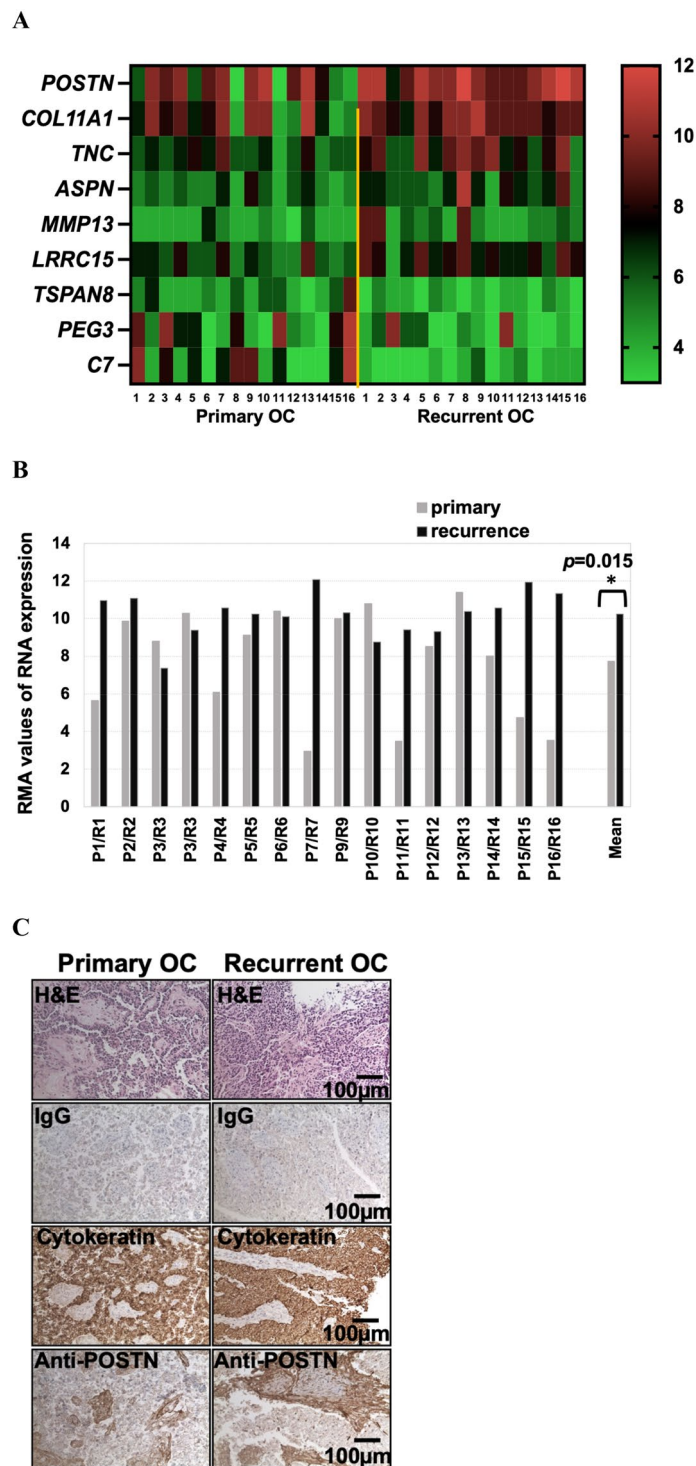 A
POSTN
COL11A1
TNC
ASPN
MMP13
LRRC15
TSPAN8
PEG3
C7
12
10
8
6
4
1 2 3 4 5 6 7 8 9 10 11 12 13 14 15 16 1 2 3 4 5 6 7 8 9 10 11 12 13 14 15 16
Primary OC Recurrent OC
B
primary
recurrence
p=0.015
*
RMA values of RNA expression
14
12
10
8
6
4
2
0
P1/R1
P2/R2
P3/R3
P3/R3
P4/R4
P5/R5
P6/R6
P7/R7
P9/R9
P10/R10
P11/R11
P12/R12
P13/R13
P14/R14
P15/R15
P16/R16
Mean
C
Primary OC Recurrent OC
H&E H&E
100μm
IgG IgG
100μm
Cytokeratin Cytokeratin
100μm
Anti-POSTN Anti-POSTN
100μm